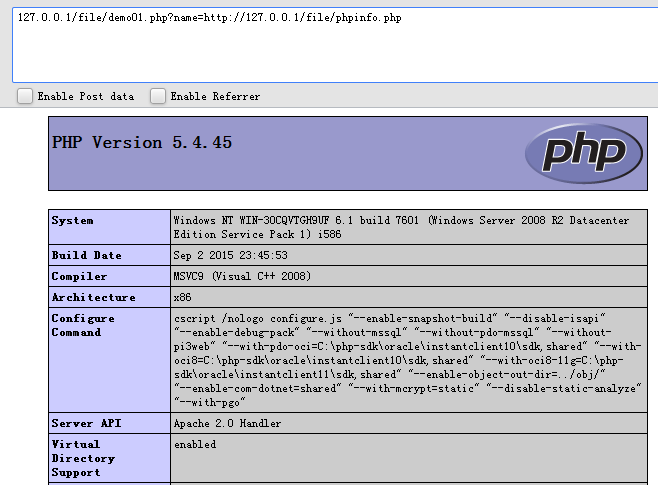 127.0.0.1/file/demo01.php?name=http://127.0.0.1/file/phpinfo.php
Enable Post data Enable Referrer
PHP Version 5.4.45
php
System Windows NT WIN-3OCQVTGM9UF 6.1 build 7601 (Windows Server 2008 R2 Datacenter
Edition Service Pack 1) i586
Build Date Sep 2 2015 23:45:53
Compiler MSVC9 (Visual C++ 2008)
Architecture x86
Configure cscript /nologo configure.js "--enable-snapshot-build" "--disable-isapi"
Command "--enable-debug-pack" "--without-mssql" "--without-pdo-mssql" "--without-
pi3web" "--with-pdo-oci=C:\php-sdk\oracle\instantclient10\sdk,shared" "--with-
oci8=C:\php-sdk\oracle\instantclient10\sdk,shared" "--with-oci8-11g=C:\php-
sdk\oracle\instantclient11\sdk,shared" "--enable-object-out-dir=../obj/"
"--enable-com-dotnet=shared" "--with-mcrypt=static" "--disable-static-analyze"
"--with-pgo"
Server API Apache 2.0 Handler
Virtual enabled
Directory
Support